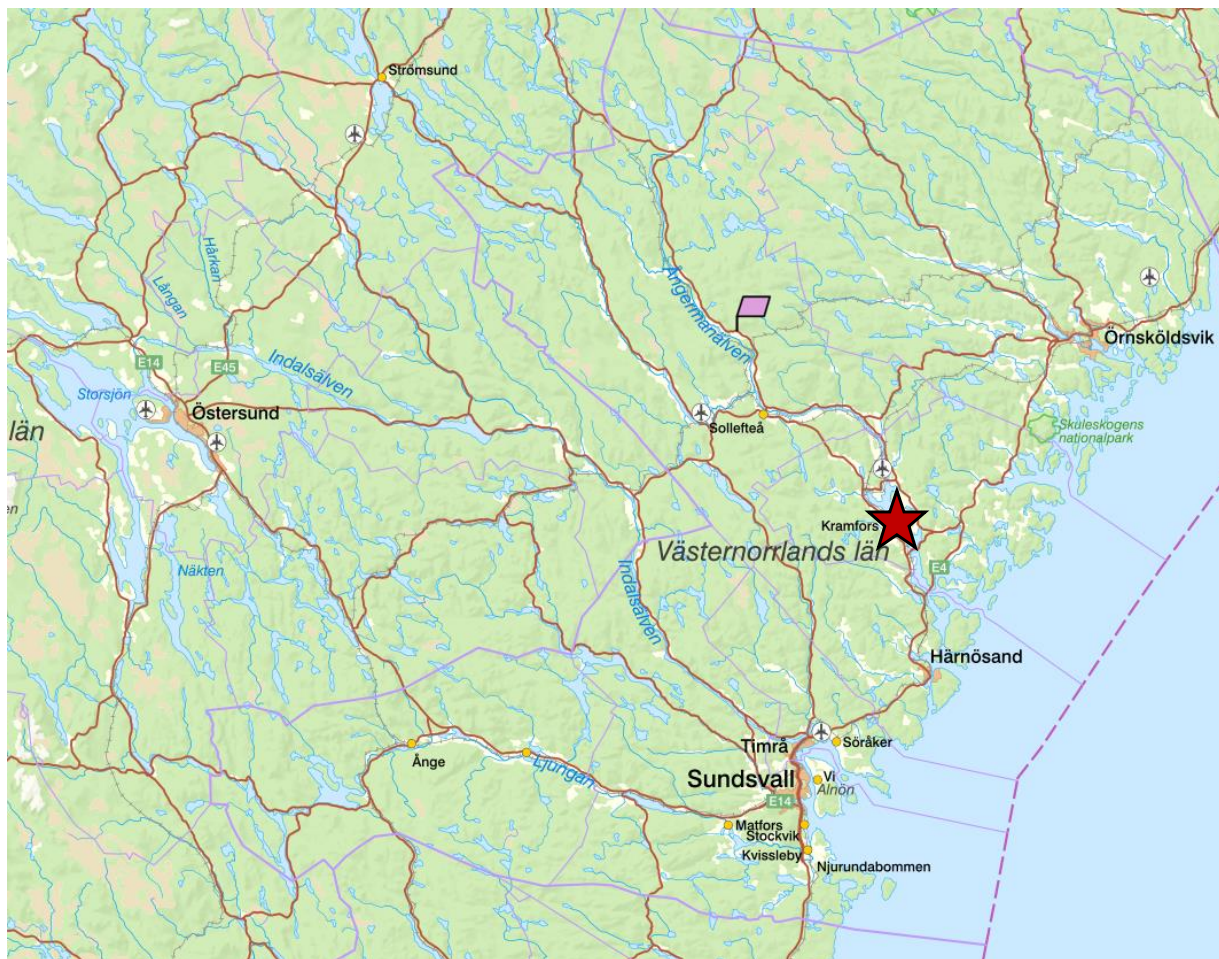 Strömsund
Hårkan
Långan
Ångermanälven
Örnsköldsvik
E14
E45
Indalsälven
Storsjön
Östersund
Sollefteå
Skuleskogens
nationalpark
län
Kramfors
Västernorrlands län
Näkten
Indalsälven
E4
Härnösand
Timrå
Söråker
Ånge
Ljungan
Sundsvall
Vi
Alnön
E14
Matfors
Stockvik
Kvissleby
Njurundabommen